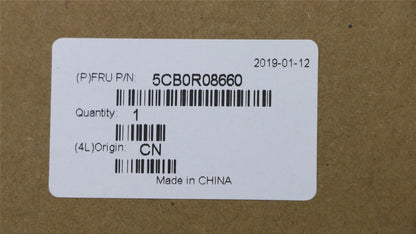 2019-01-12
(P)FRU P/N: 5CB0R08660
Quantity: 1
(4L)Origin: CN
Made in CHINA